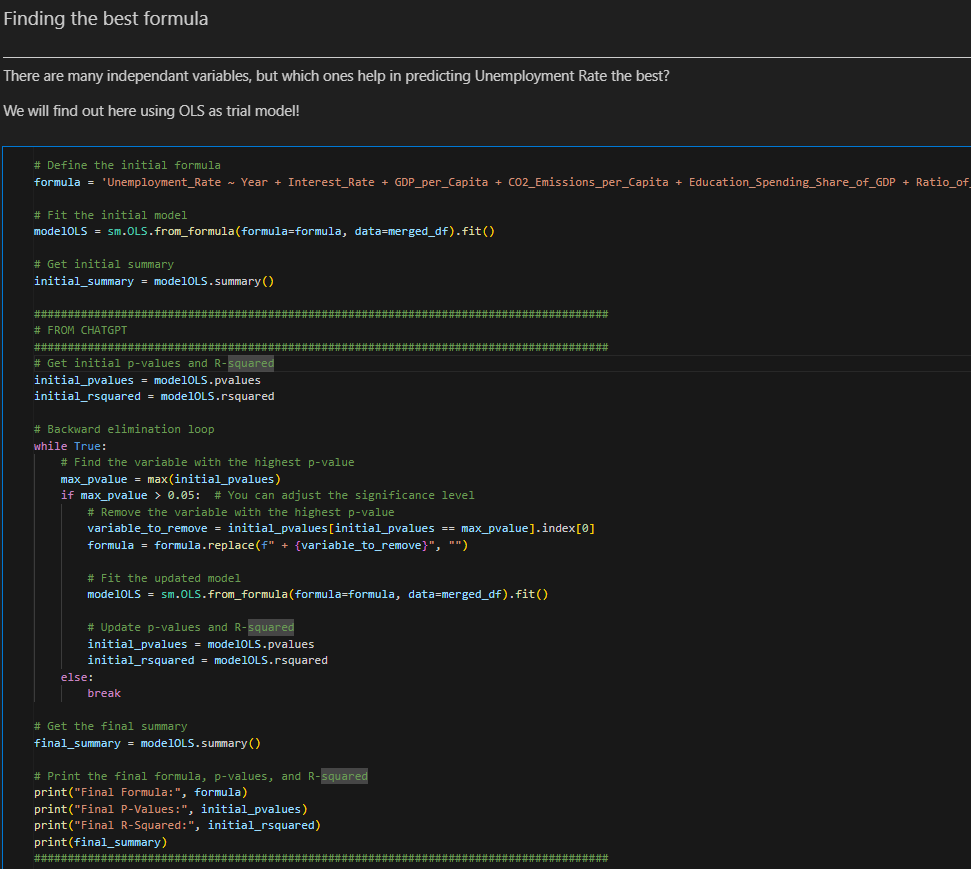 Finding the best formula
There are many independant variables, but which ones help in predicting Unemployment Rate the best?
We will find out here using OLS as trial model!
# Define the initial formula
formula = 'Unemployment_Rate ~ Year + Interest_Rate + GDP_per_Capita + CO2_Emissions_per_Capita + Education_Spending_Share_of_GDP + Ratio_of_
# Fit the initial model
modelOLS = sm.OLS.from_formula(formula=formula, data=merged_df).fit()
# Get initial summary
initial_summary = modelOLS.summary()
######################################################################################
# FROM CHATGPT
######################################################################################
# Get initial p-values and R-squared
initial_pvalues = modelOLS.pvalues
initial_rsquared = modelOLS.rsquared
# Backward elimination loop
while True:
    # Find the variable with the highest p-value
    max_pvalue = max(initial_pvalues)
    if max_pvalue > 0.05:  # You can adjust the significance level
        # Remove the variable with the highest p-value
        variable_to_remove = initial_pvalues[initial_pvalues == max_pvalue].index[0]
        formula = formula.replace(f" + {variable_to_remove}", "")
        # Fit the updated model
        modelOLS = sm.OLS.from_formula(formula=formula, data=merged_df).fit()
        # Update p-values and R-squared
        initial_pvalues = modelOLS.pvalues
        initial_rsquared = modelOLS.rsquared
    else:
        break
# Get the final summary
final_summary = modelOLS.summary()
# Print the final formula, p-values, and R-squared
print("Final Formula:", formula)
print("Final P-Values:", initial_pvalues)
print("Final R-Squared:", initial_rsquared)
print(final_summary)
######################################################################################